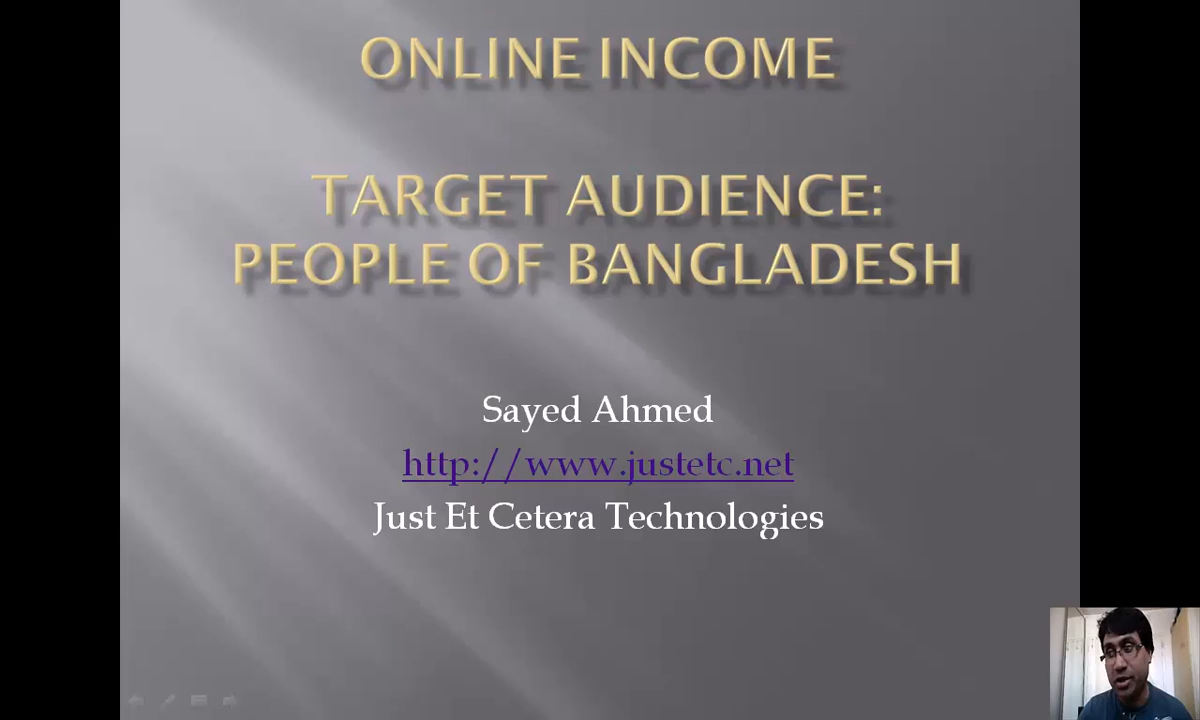 ONLINE INCOME
TARGET AUDIENCE:
PEOPLE OF BANGLADESH
Sayed Ahmed
http://www.justetc.net
Just Et Cetera Technologies